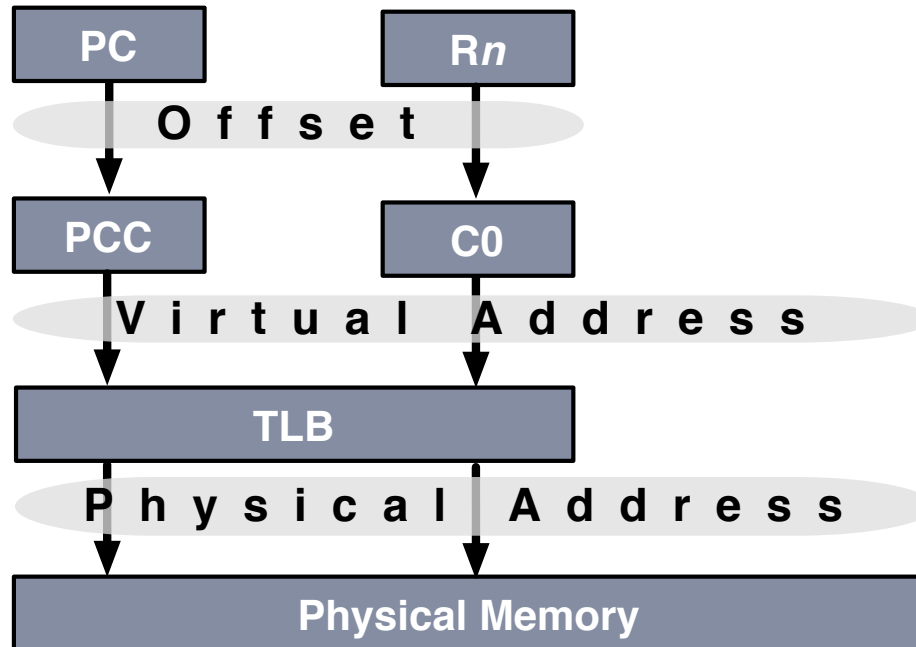 PC
Rn
Offset
PCC
C0
Virtual Address
TLB
Physical Address
Physical Memory